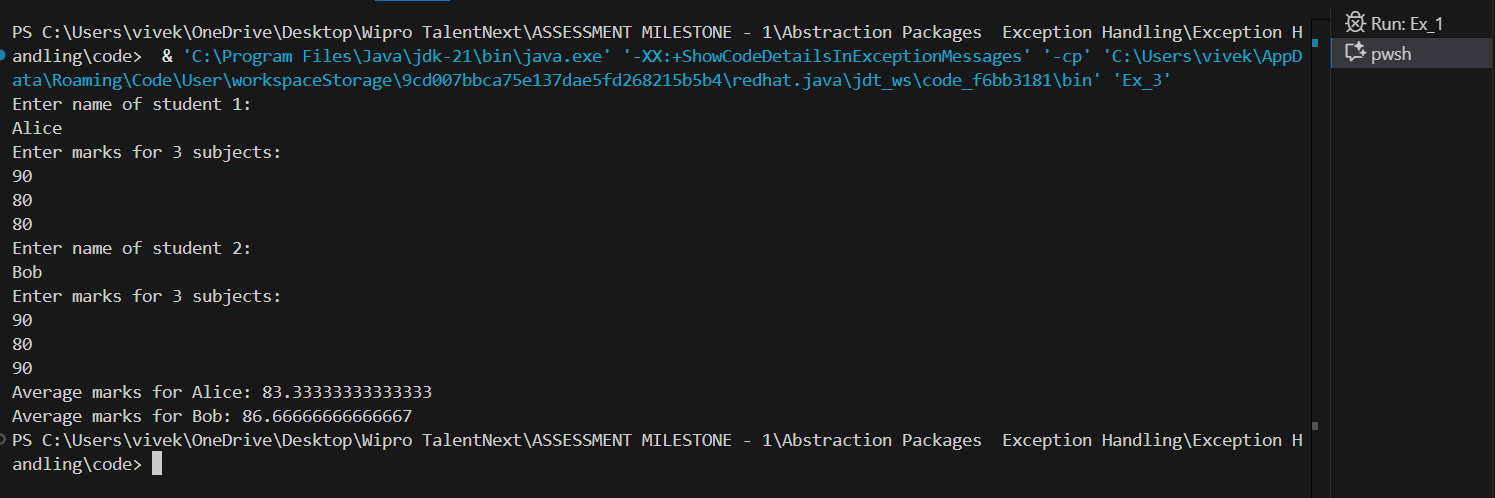 PS C:\Users\vivek\OneDrive\Desktop\Wipro TalentNext\ASSESSMENT MILESTONE - 1\Abstraction Packages  Exception Handling\Exception H
andling\code>  & 'C:\Program Files\Java\jdk-21\bin\java.exe' '-XX:+ShowCodeDetailsInExceptionMessages' '-cp' 'C:\Users\vivek\AppD
ata\Roaming\Code\User\workspaceStorage\9cd007bbca75e137dae5fd268215b5b4\redhat.java\jdt_ws\code_f6bb3181\bin' 'Ex_3'
Enter name of student 1:
Alice
Enter marks for 3 subjects:
90
80
80
Enter name of student 2:
Bob
Enter marks for 3 subjects:
90
80
90
Average marks for Alice: 83.33333333333333
Average marks for Bob: 86.66666666666667
PS C:\Users\vivek\OneDrive\Desktop\Wipro TalentNext\ASSESSMENT MILESTONE - 1\Abstraction Packages  Exception Handling\Exception H
andling\code>
Run: Ex_1
pwsh